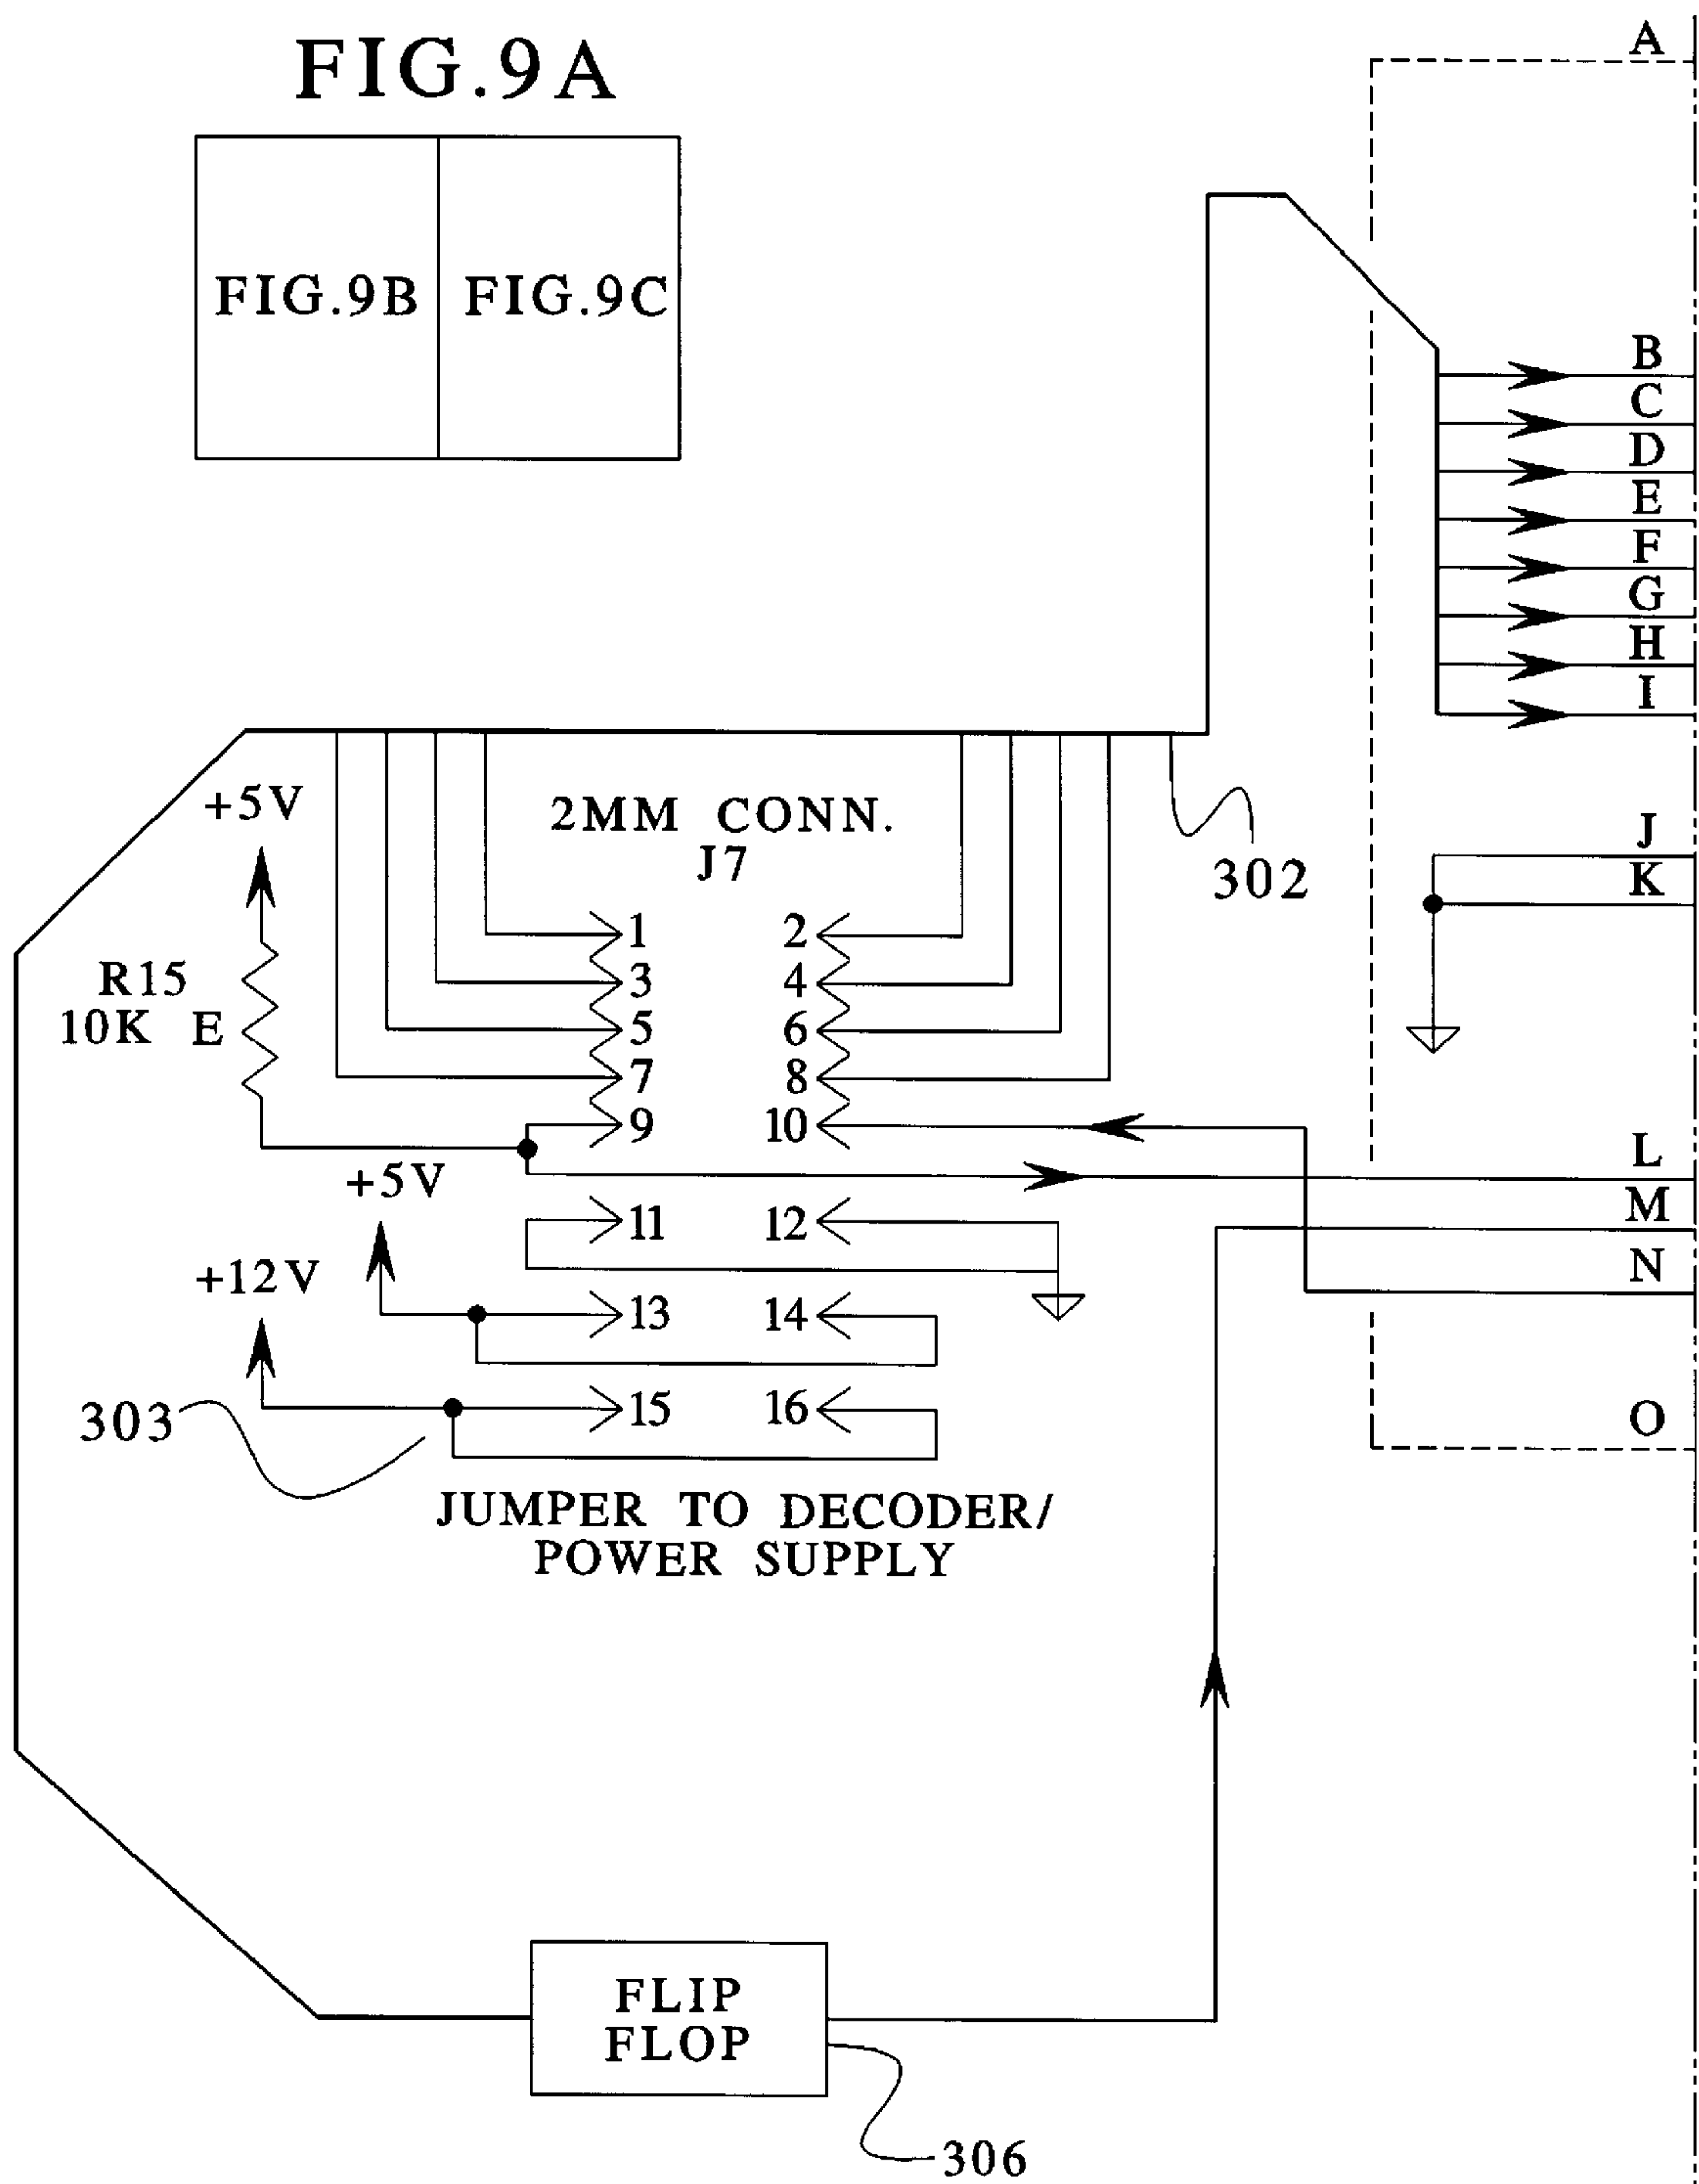 FIG.9A
FIG.9B FIG.9C
A
B
C
D
E
F
G
H
I
+5V
2MM CONN.
J7
302
J
K
R15
10K E
1 2
3 4
5 6
7 8
9 10
+5V
L
M
11 12
+12V
N
13 14
303
15 16
O
JUMPER TO DECODER/
POWER SUPPLY
FLIP
FLOP
306